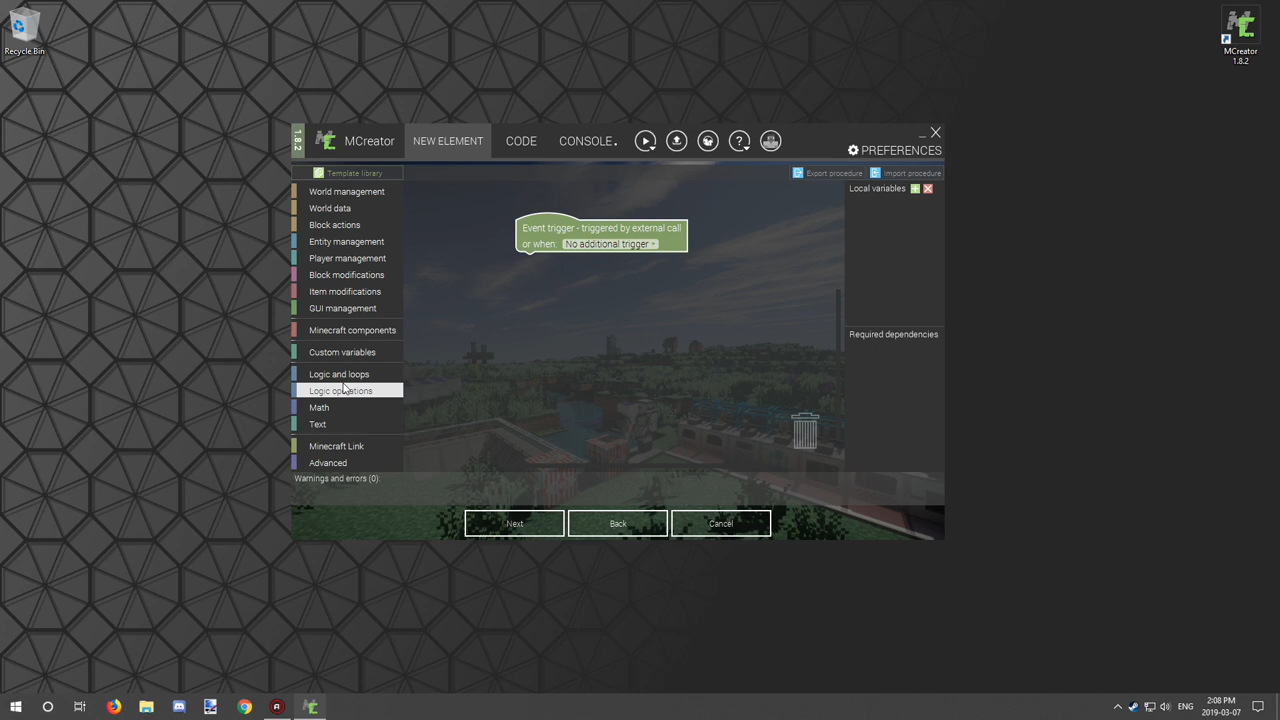 Recycle Bin
MCreator
1.8.2
1.8.2
MCreator
NEW ELEMENT
CODE
CONSOLE
PREFERENCES
Template library
Export procedure
Import procedure
World management
World data
Block actions
Entity management
Player management
Block modifications
Item modifications
GUI management
Minecraft components
Custom variables
Logic and loops
Logic operations
Math
Text
Minecraft Link
Advanced
Event trigger - triggered by external call
or when: No additional trigger
Local variables
Required dependencies
Warnings and errors (0):
Next
Back
Cancel
ENG
2:08 PM
2019-03-07